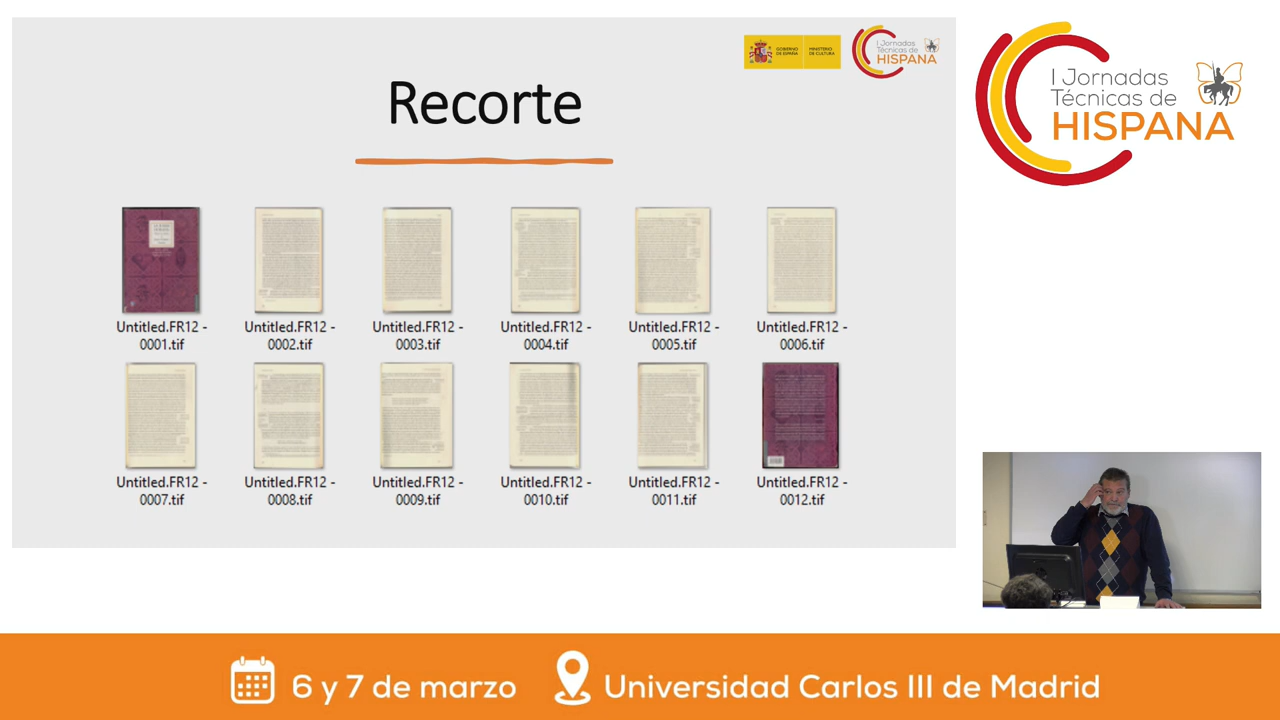 GOBIERNO DE ESPAÑA
MINISTERIO DE CULTURA
I Jornadas
Técnicas de
HISPANA
Recorte
Untitled.FR12 - 0001.tif
Untitled.FR12 - 0002.tif
Untitled.FR12 - 0003.tif
Untitled.FR12 - 0004.tif
Untitled.FR12 - 0005.tif
Untitled.FR12 - 0006.tif
Untitled.FR12 - 0007.tif
Untitled.FR12 - 0008.tif
Untitled.FR12 - 0009.tif
Untitled.FR12 - 0010.tif
Untitled.FR12 - 0011.tif
Untitled.FR12 - 0012.tif
I Jornadas
Técnicas de
HISPANA
6 y 7 de marzo
Universidad Carlos III de Madrid